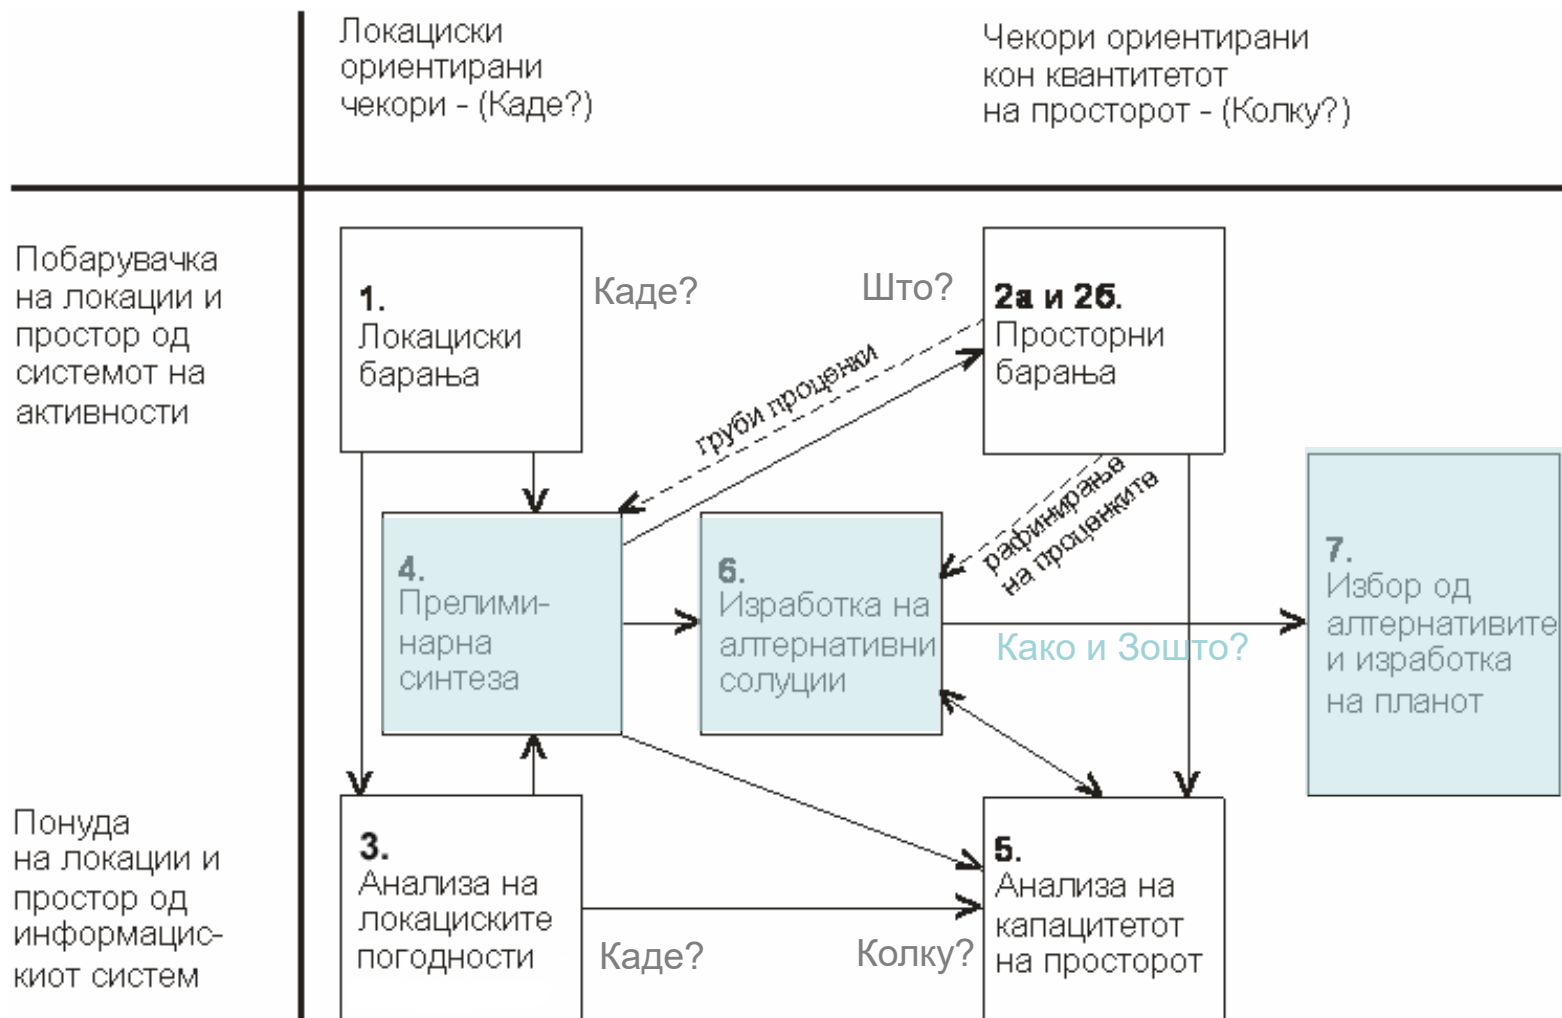 Локациски
ориентирани
чекори - (Каде?)
Чекори ориентирани
кон квантитетот
на просторот - (Колку?)
Побарувачка
на локации и
простор од
системот на
активности
1.
Локациски
барања
Каде?
Што?
2а и 2б.
Просторни
барања
груби проценки
рафинирање
на проценките
4.
Прелими-
нарна
синтеза
6.
Изработка на
алтернативни
солуции
Како и Зошто?
7.
Избор од
алтернативите
и изработка
на планот
Понуда
на локации и
простор од
информацис-
киот систем
3.
Анализа на
локациските
погодности
Каде?
Колку?
5.
Анализа на
капацитетот
на просторот